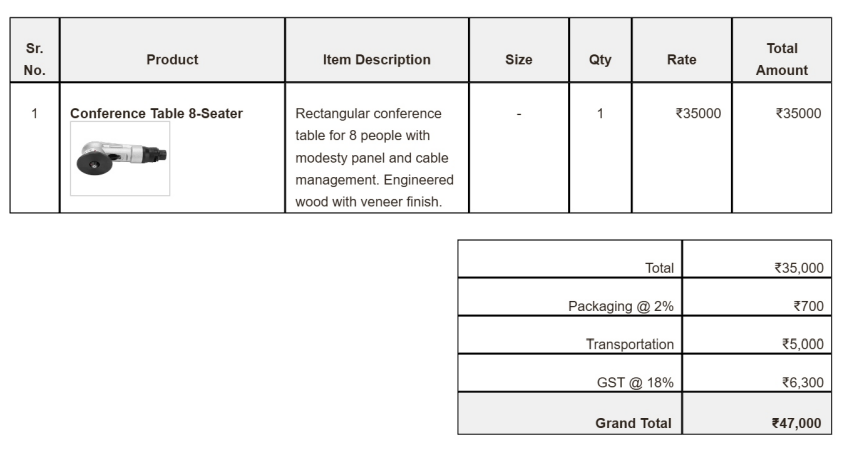 Sr. No. Product Item Description Size Qty Rate Total Amount
1 Conference Table 8-Seater Rectangular conference - 1 ₹35000 ₹35000
table for 8 people with
modesty panel and cable
management. Engineered
wood with veneer finish.
Total ₹35,000
Packaging @ 2% ₹700
Transportation ₹5,000
GST @ 18% ₹6,300
Grand Total ₹47,000